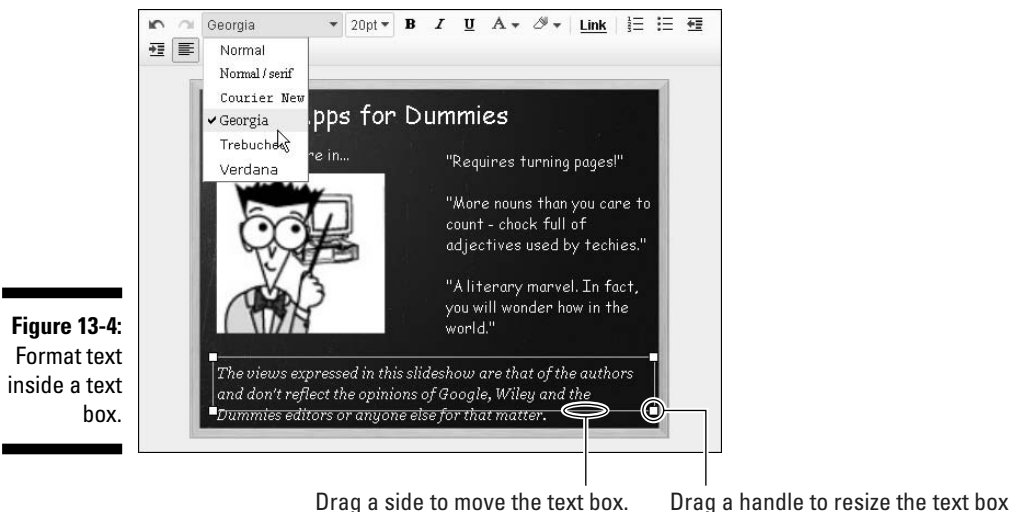 Georgia 20pt B I U A Link
Normal
Normal / serif
Courier New
Georgia
Trebuchet
Verdana
pps for Dummies
re in...
"Requires turning pages!"
"More nouns than you care to
count - chock full of
adjectives used by techies."
"A literary marvel. In fact,
you will wonder how in the
world."
The views expressed in this slideshow are that of the authors
and don't reflect the opinions of Google, Wiley and the
Dummies editors or anyone else for that matter.
Figure 13-4:
Format text
inside a text
box.
Drag a side to move the text box. Drag a handle to resize the text box